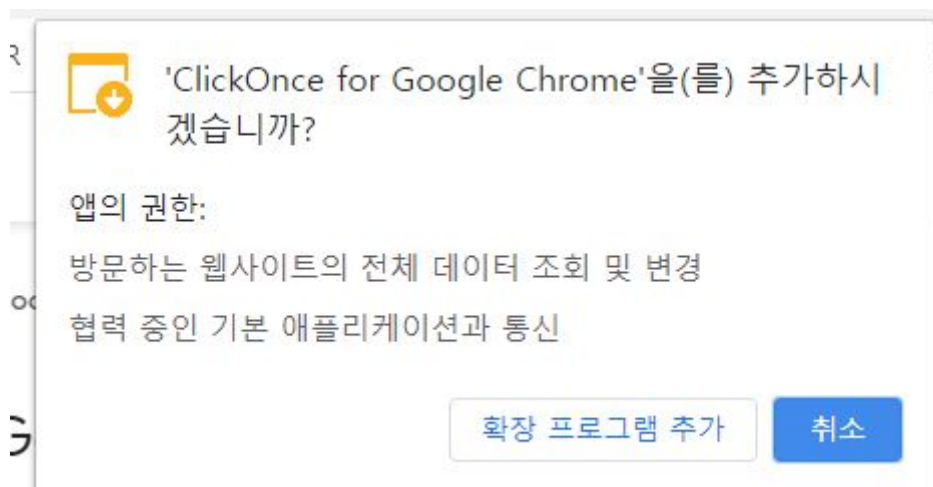 R
'ClickOnce for Google Chrome'을(를) 추가하시
겠습니까?
앱의 권한:
방문하는 웹사이트의 전체 데이터 조회 및 변경
협력 중인 기본 애플리케이션과 통신
확장 프로그램 추가
취소
G